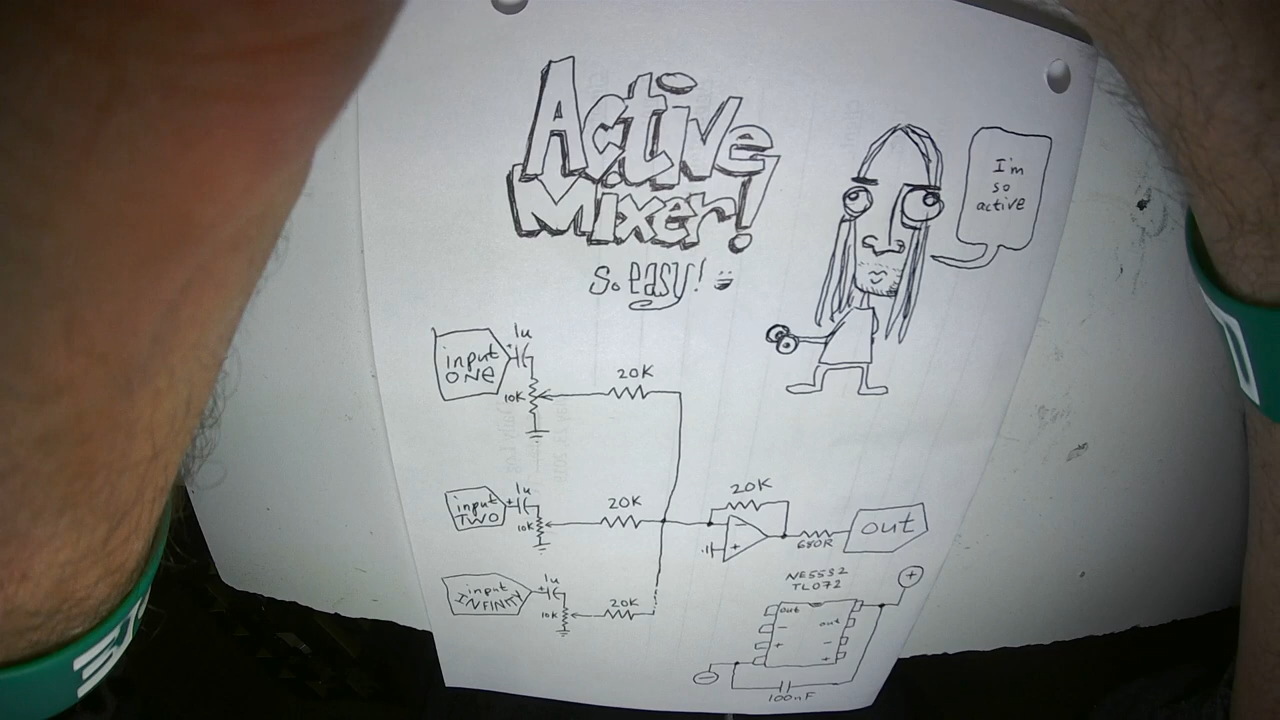 Active
Mixer!
So easy!
I'm
so
active
input
ONE
1u
10K
20K
input
TWO
+
1u
10K
20K
20K
-
+
680R
out
input
INFINITY
+
1u
10K
20K
NE5532
TL072
+
out
-
+
out
-
+
-
100nF